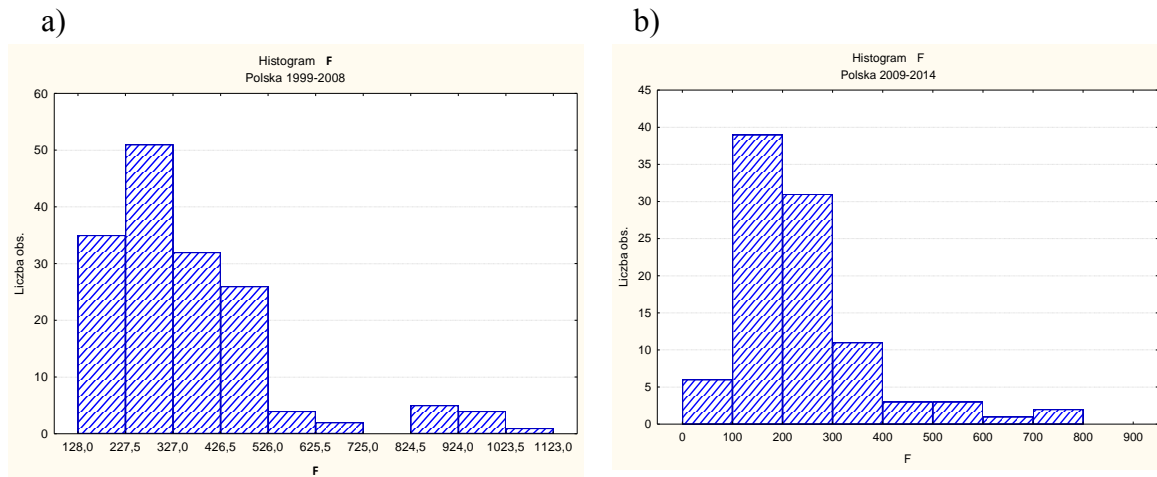 a)
Histogram F
Polska 1999-2008
60
50
40
30
20
10
0
Liczba obs.
128,0 227,5 327,0 426,5 526,0 625,5 725,0 824,5 924,0 1023,5 1123,0
F
b)
Histogram F
Polska 2009-2014
45
40
35
30
25
20
15
10
5
0
Liczba obs.
0 100 200 300 400 500 600 700 800 900
F